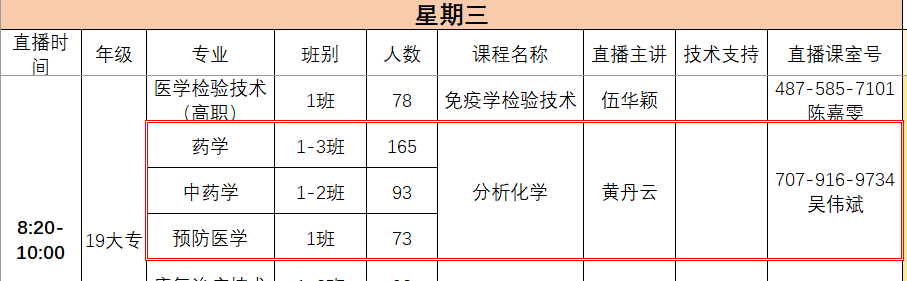 星期三
直播时间 年级 专业 班别 人数 课程名称 直播主讲 技术支持 直播课室号
8:20-10:00 19大专
医学检验技术（高职） 1班 78 免疫学检验技术 伍华颖 487-585-7101 陈嘉雯
药学 1-3班 165 分析化学 黄丹云 707-916-9734 吴伟斌
中药学 1-2班 93
预防医学 1班 73